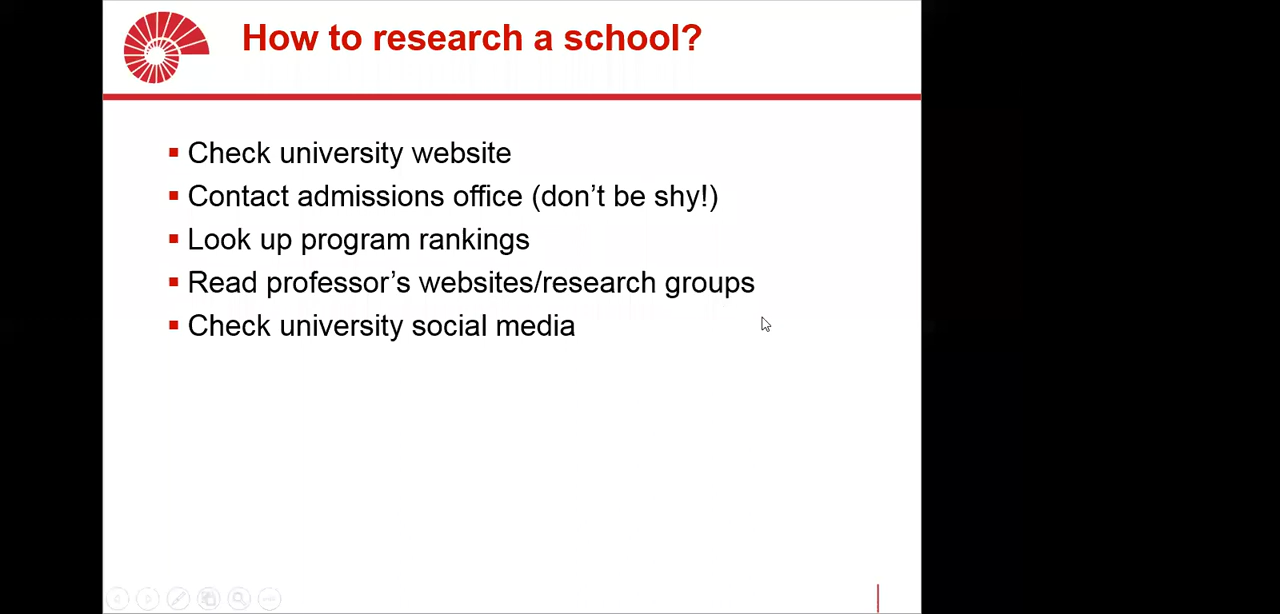 How to research a school?
Check university website
Contact admissions office (don't be shy!)
Look up program rankings
Read professor's websites/research groups
Check university social media